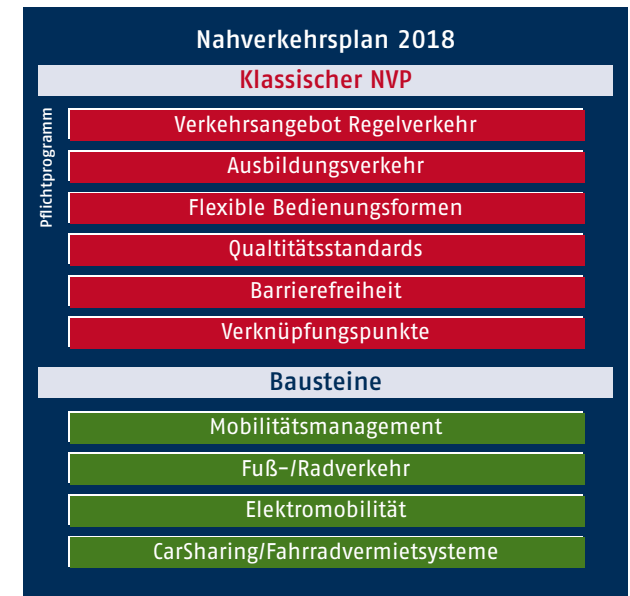 Nahverkehrsplan 2018
Klassischer NVP
Pflichtprogramm
Verkehrsangebot Regelverkehr
Ausbildungsverkehr
Flexible Bedienungsformen
Qualtitätsstandards
Barrierefreiheit
Verknüpfungspunkte
Bausteine
Mobilitätsmanagement
Fuß-/Radverkehr
Elektromobilität
CarSharing/Fahrradvermietsysteme